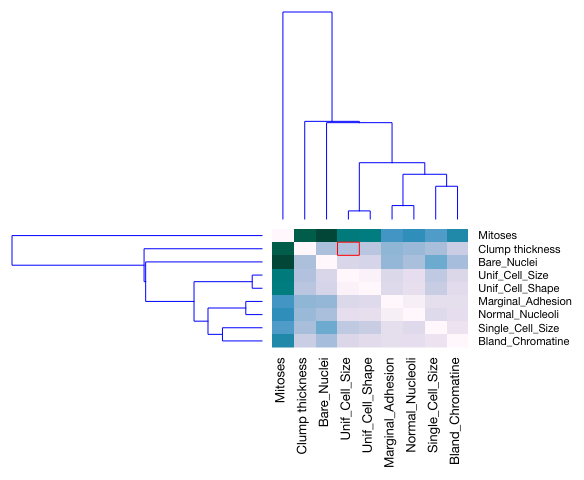 Mitoses
Clump thickness
Bare_Nuclei
Unif_Cell_Size
Unif_Cell_Shape
Marginal_Adhesion
Normal_Nucleoli
Single_Cell_Size
Bland_Chromatine
Mitoses
Clump thickness
Bare_Nuclei
Unif_Cell_Size
Unif_Cell_Shape
Marginal_Adhesion
Normal_Nucleoli
Single_Cell_Size
Bland_Chromatine